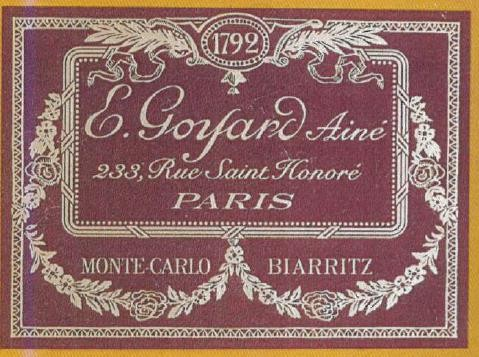 1792
E. Goyard Ainé
233, Rue Saint Honoré
PARIS
MONTE-CARLO BIARRITZ